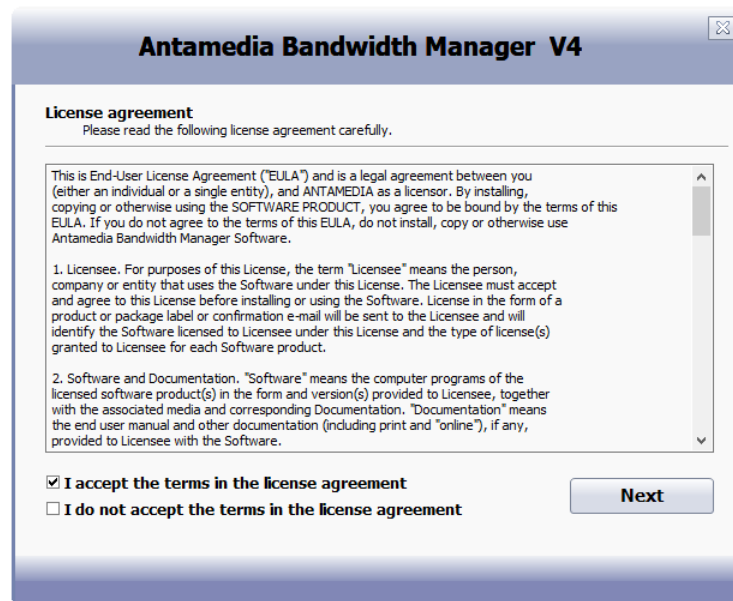 Antamedia Bandwidth Manager V4
License agreement
Please read the following license agreement carefully.
This is End-User License Agreement ("EULA") and is a legal agreement between you
(either an individual or a single entity), and ANTAMEDIA as a licensor. By installing,
copying or otherwise using the SOFTWARE PRODUCT, you agree to be bound by the terms of this
EULA. If you do not agree to the terms of this EULA, do not install, copy or otherwise use
Antamedia Bandwidth Manager Software.
1. Licensee. For purposes of this License, the term "Licensee" means the person,
company or entity that uses the Software under this License. The Licensee must accept
and agree to this License before installing or using the Software. License in the form of a
product or package label or confirmation e-mail will be sent to the Licensee and will
identify the Software licensed to Licensee under this License and the type of license(s)
granted to Licensee for each Software product.
2. Software and Documentation. "Software" means the computer programs of the
licensed software product(s) in the form and version(s) provided to Licensee, together
with the associated media and corresponding Documentation. "Documentation" means
the end user manual and other documentation (including print and "online"), if any,
provided to Licensee with the Software.
I accept the terms in the license agreement
I do not accept the terms in the license agreement
Next